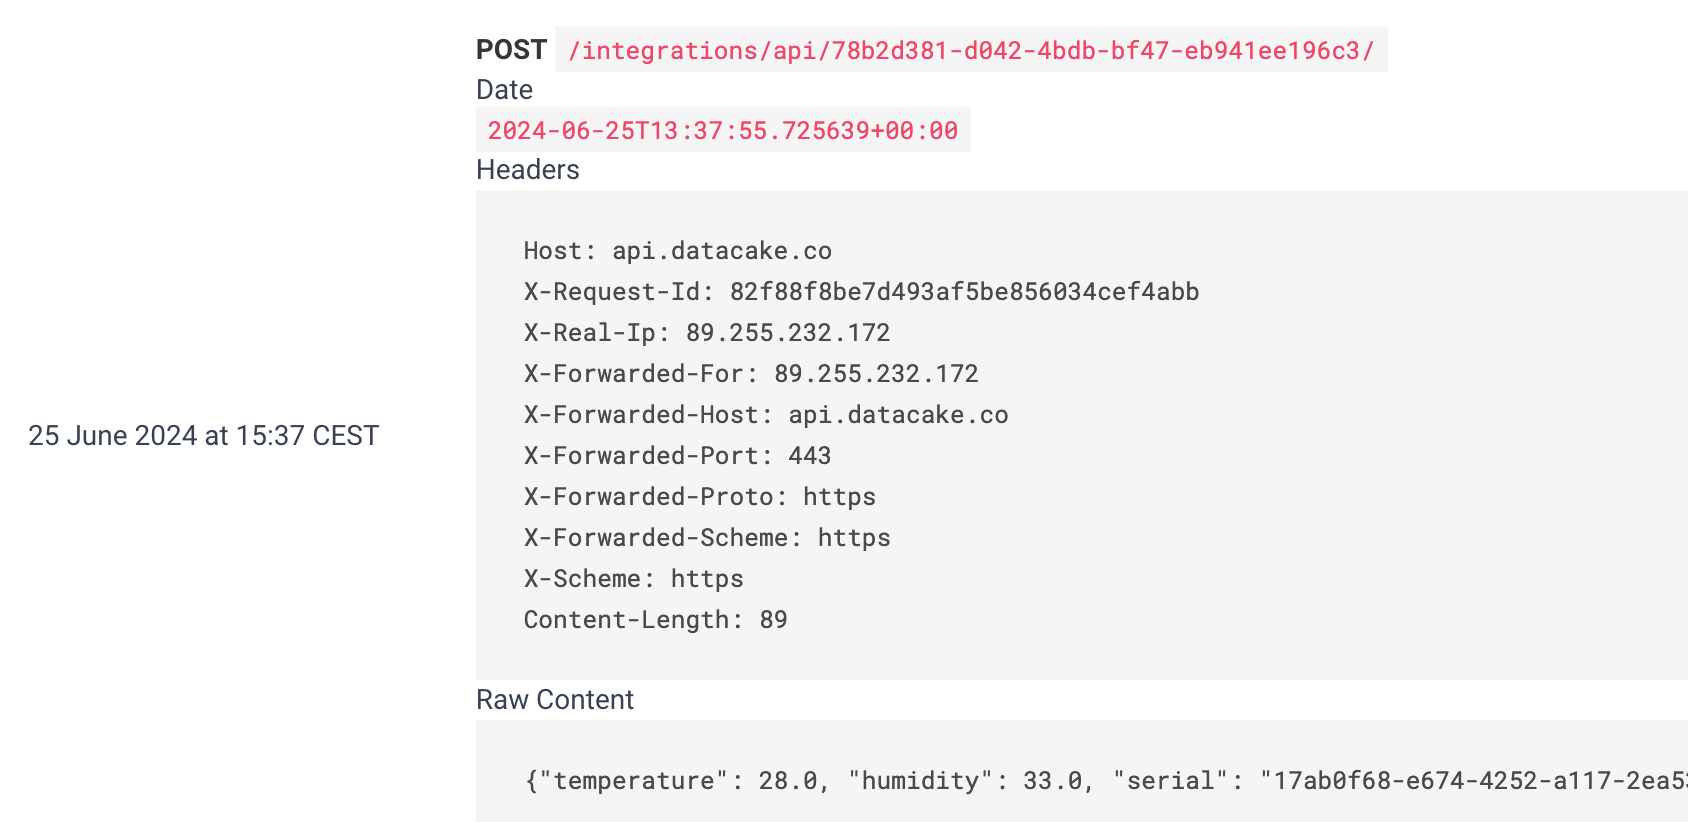 POST /integrations/api/78b2d381-d042-4bdb-bf47-eb941ee196c3/
Date
2024-06-25T13:37:55.725639+00:00
Headers
Host: api.datacake.co
X-Request-Id: 82f88f8be7d493af5be856034cef4abb
X-Real-Ip: 89.255.232.172
X-Forwarded-For: 89.255.232.172
X-Forwarded-Host: api.datacake.co
25 June 2024 at 15:37 CEST
X-Forwarded-Port: 443
X-Forwarded-Proto: https
X-Forwarded-Scheme: https
X-Scheme: https
Content-Length: 89
Raw Content
{"temperature": 28.0, "humidity": 33.0, "serial": "17ab0f68-e674-4252-a117-2ea5